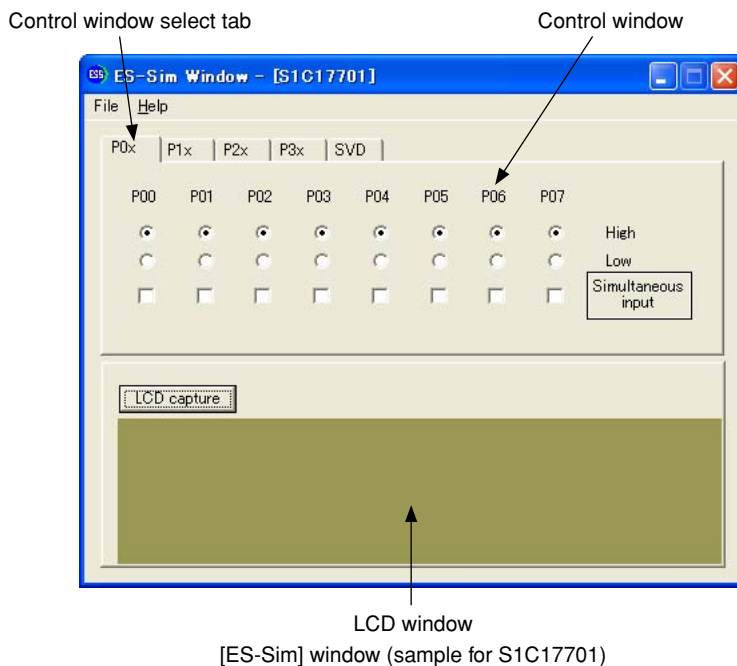 Control window select tab Control window
ESS ES-Sim Window - [S1C17701]
File Help
P0x P1x P2x P3x SVD
P00 P01 P02 P03 P04 P05 P06 P07
High
Low
Simultaneous
input
LCD capture
LCD window
[ES-Sim] window (sample for S1C17701)